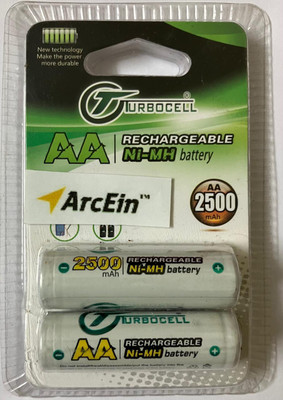 New technology
Make the power
more durable
TURBOCELL
AA RECHARGEABLE
Ni-MH battery
ArcEin™
AA
2500
mAh
2500 mAh RECHARGEABLE
Ni-MH battery
TURBOCELL
AA RECHARGEABLE
Ni-MH battery